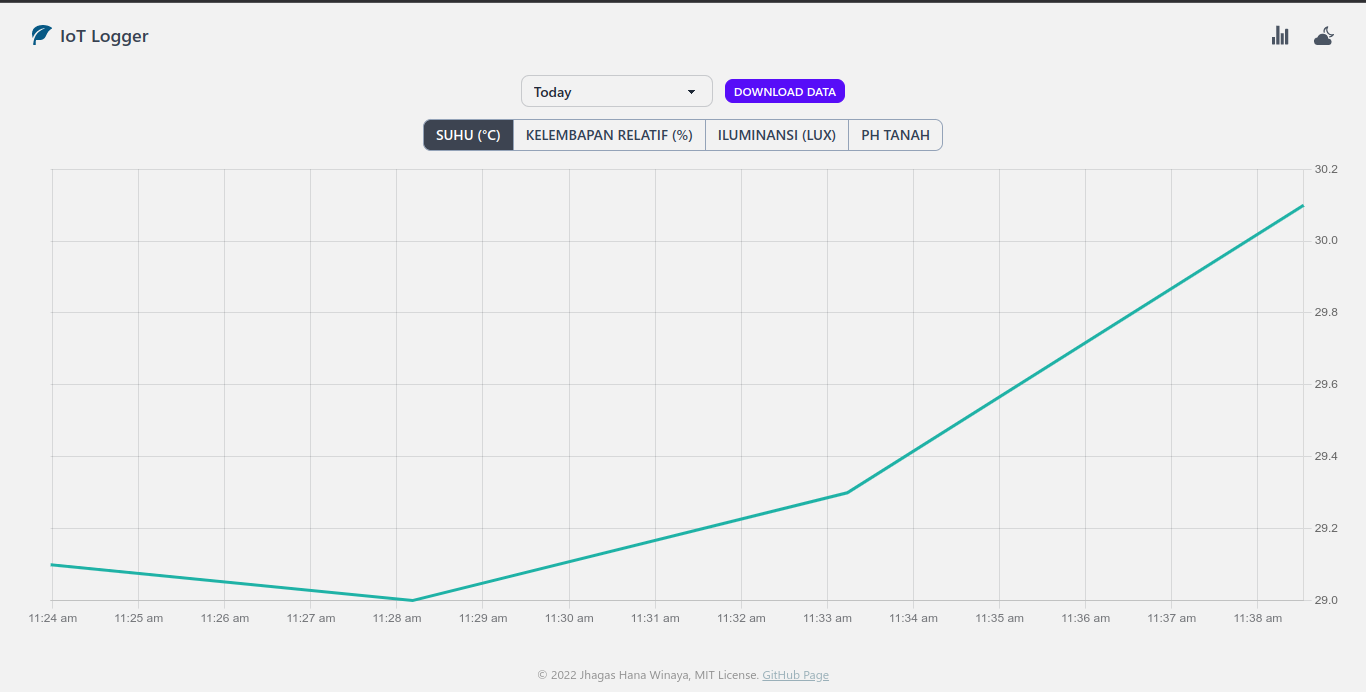 IoT Logger
Today
DOWNLOAD DATA
SUHU (°C) KELEMBAPAN RELATIF (%) ILUMINANSI (LUX) PH TANAH
30.2
30.0
29.8
29.6
29.4
29.2
29.0
11:24 am 11:25 am 11:26 am 11:27 am 11:28 am 11:29 am 11:30 am 11:31 am 11:32 am 11:33 am 11:34 am 11:35 am 11:36 am 11:37 am 11:38 am
© 2022 Jhagas Hana Winaya, MIT License. GitHub Page